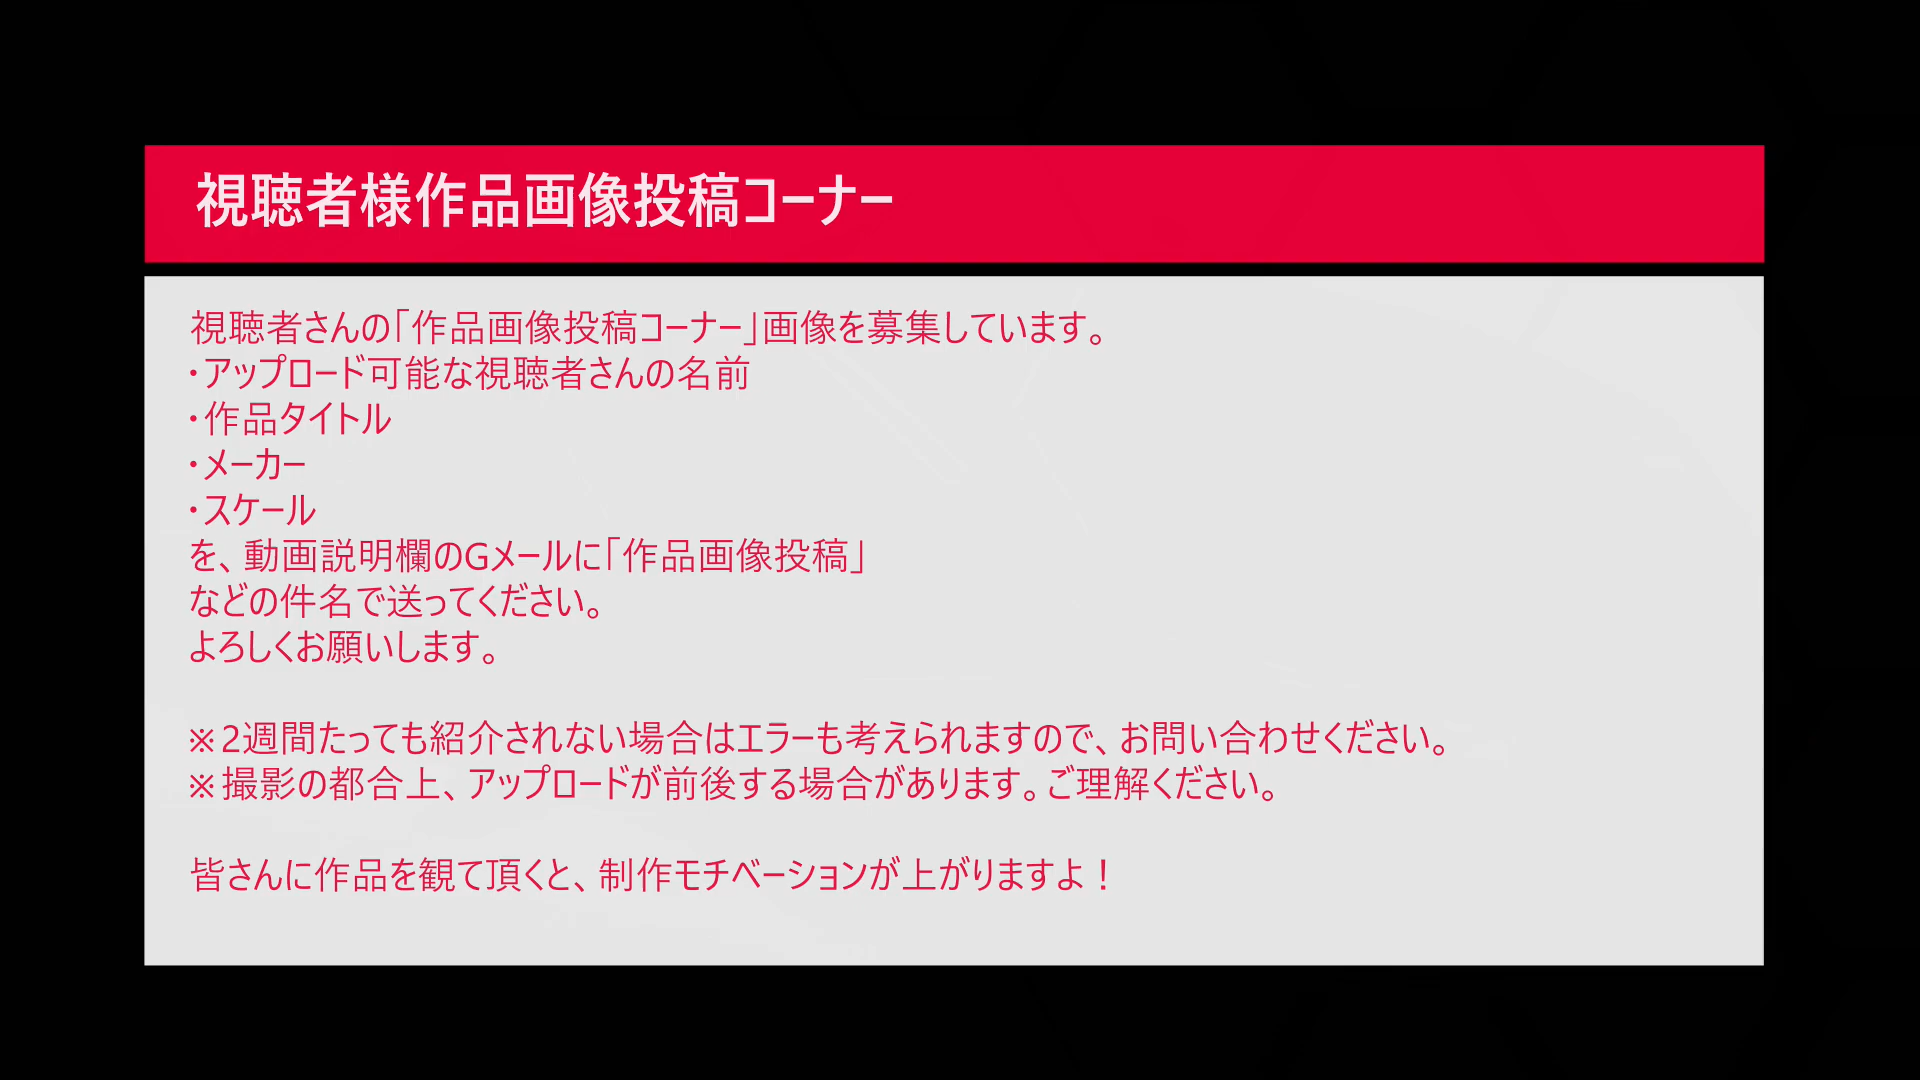 視聴者様作品画像投稿コーナー
視聴者さんの「作品画像投稿コーナー」画像を募集しています。
・アップロード可能な視聴者さんの名前
・作品タイトル
・メーカー
・スケール
を、動画説明欄のGメールに「作品画像投稿」
などの件名で送ってください。
よろしくお願いします。
※2週間たっても紹介されない場合はエラーも考えられますので、お問い合わせください。
※撮影の都合上、アップロードが前後する場合があります。ご理解ください。
皆さんに作品を観て頂くと、制作モチベーションが上がりますよ！